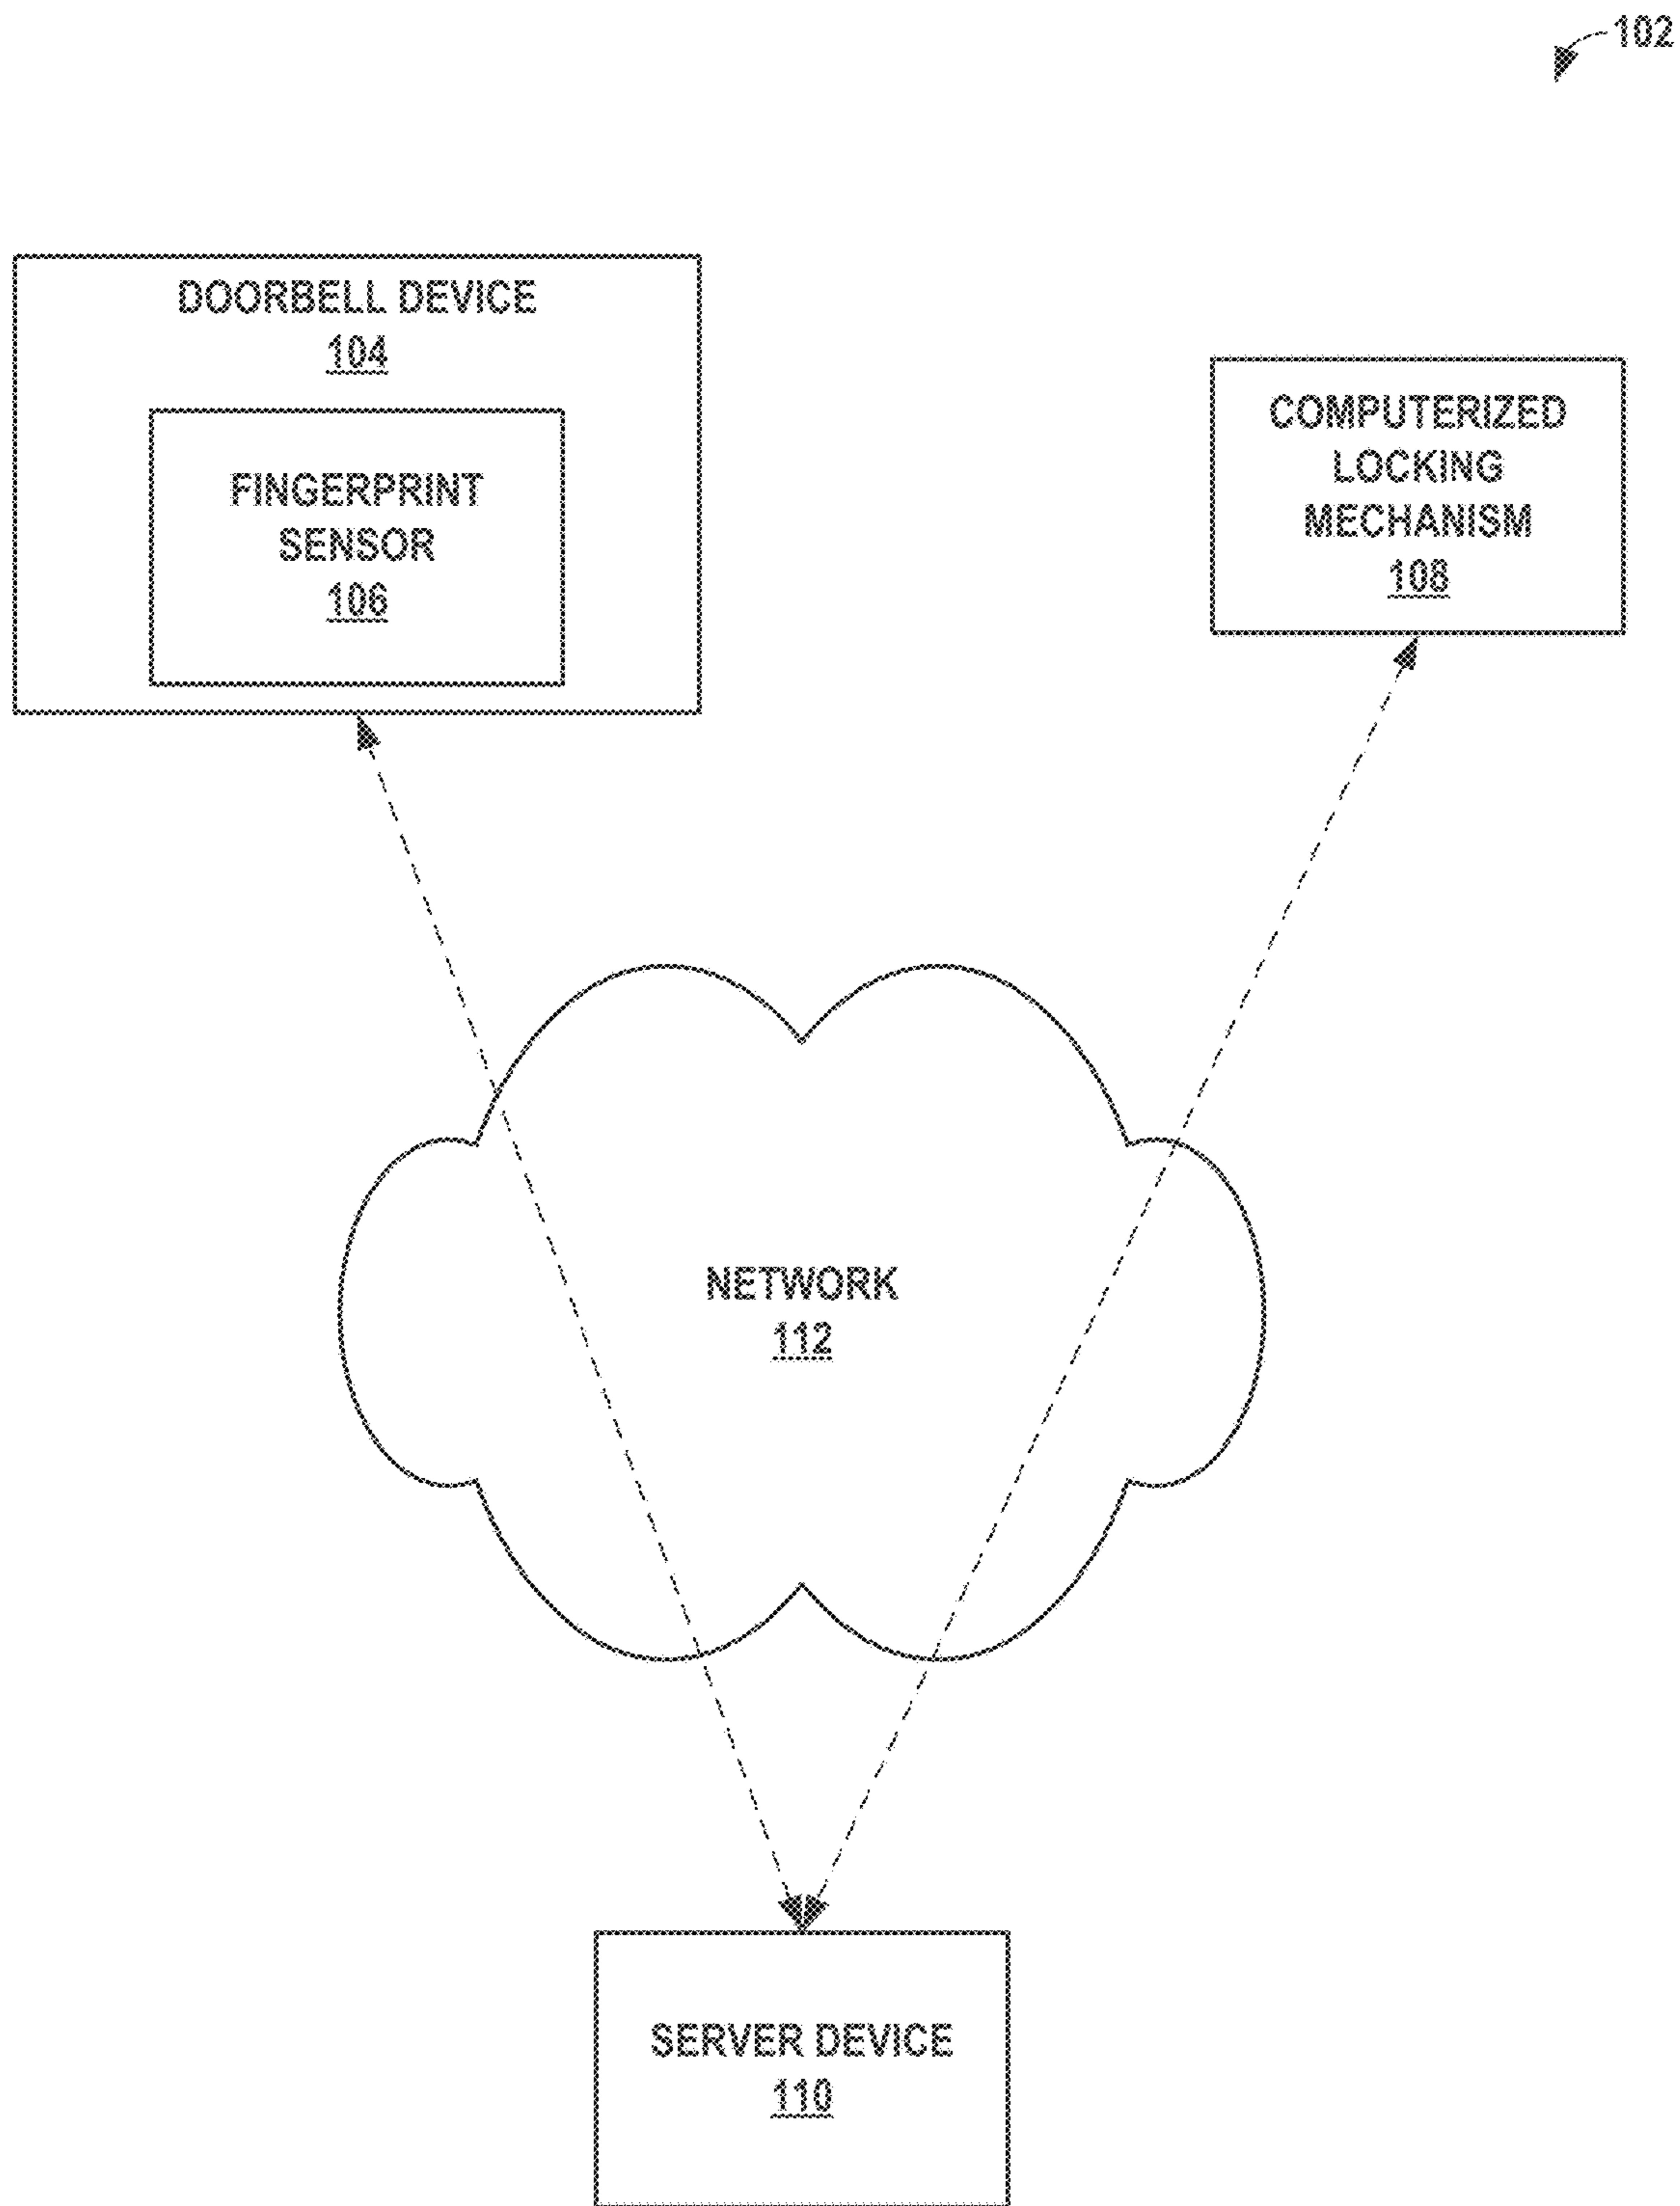 102
DOORBELL DEVICE
104
FINGERPRINT
SENSOR
106
COMPUTERIZED
LOCKING
MECHANISM
108
NETWORK
112
SERVER DEVICE
110